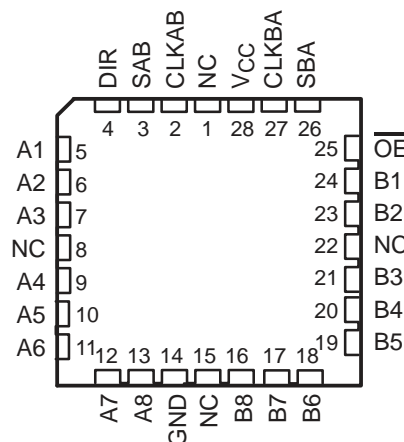 DIR SAB CLKAB NC VCC CLKBA SBA
4 3 2 1 28 27 26
A1 5 25 OE
A2 6 24 B1
A3 7 23 B2
NC 8 22 NC
A4 9 21 B3
A5 10 20 B4
A6 11 19 B5
12 13 14 15 16 17 18
A7 A8 GND NC B8 B7 B6